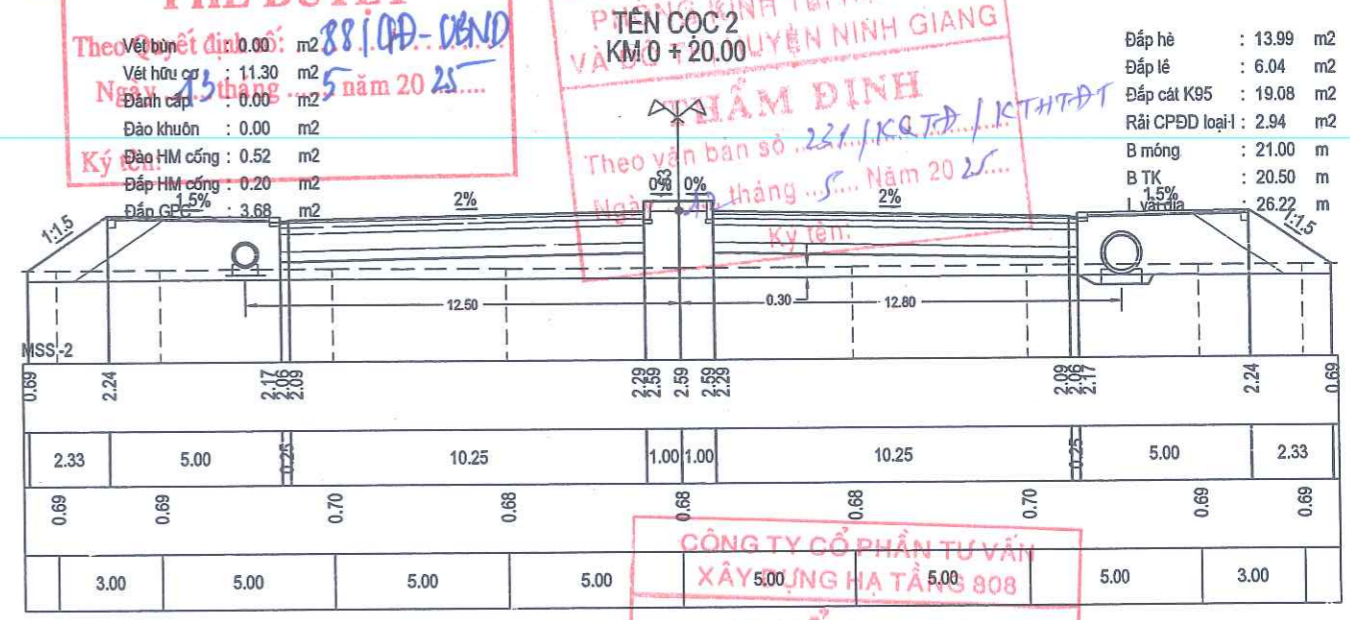 PHÊ DUYỆT
Theo Quyết định số: 88/QĐ-UBND
Ngày 13 tháng 5 năm 2025
Ký tên:
Vét bùn : 0.00 m2
Vét hữu cơ : 11.30 m2
Đánh cấp : 0.00 m2
Đào khuôn : 0.00 m2
Đào HM cống : 0.52 m2
Đắp HM cống : 0.20 m2
Đắp GPC : 3.68 m2
VÀ ĐÔ THỊ HUYỆN NINH GIANG
THẨM ĐỊNH
Theo văn bản số 231/KQTĐ/KTHTĐT
Ngày tháng 5 Năm 2025
Ký tên:
TÊN CỌC 2
KM 0 + 20.00
Đắp hè : 13.99 m2
Đắp lề : 6.04 m2
Đắp cát K95 : 19.08 m2
Rải CPĐD loại I : 2.94 m2
B móng : 21.00 m
B TK : 20.50 m
L vải địa : 26.22 m
1:1.5 1.5% 2% 0% 0% 2% 1.5% 1:1.5
12.50 0.30 12.80
MSS -2
0.69 2.24 2.17 2.06 2.09 2.29 2.59 2.59 2.59 2.29 2.09 2.06 2.17 2.24 0.69
2.33 5.00 0.25 10.25 1.00 1.00 10.25 0.25 5.00 2.33
0.69 0.69 0.70 0.68 0.68 0.68 0.70 0.69 0.69
3.00 5.00 5.00 5.00 5.00 5.00 5.00 3.00
CÔNG TY CỔ PHẦN TƯ VẤN
XÂY DỰNG HẠ TẦNG 808